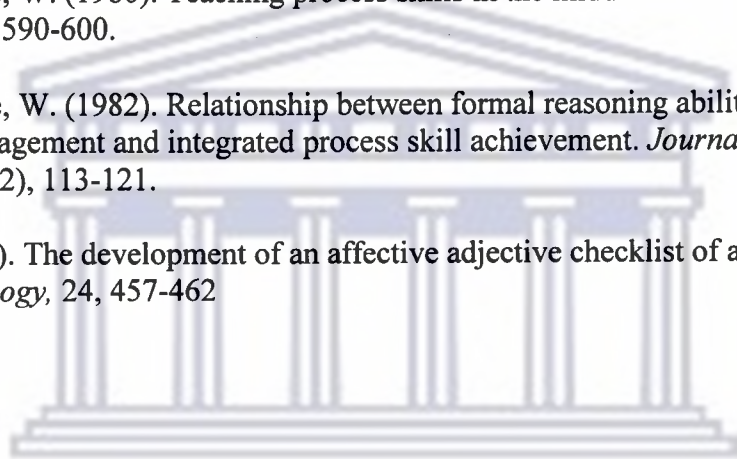 590-600.
W. (1982). Relationship between formal reasoning abilit
agement and integrated process skill achievement. Journa
2), 113-121.
). The development of an affective adjective checklist of a
ogy, 24, 457-462